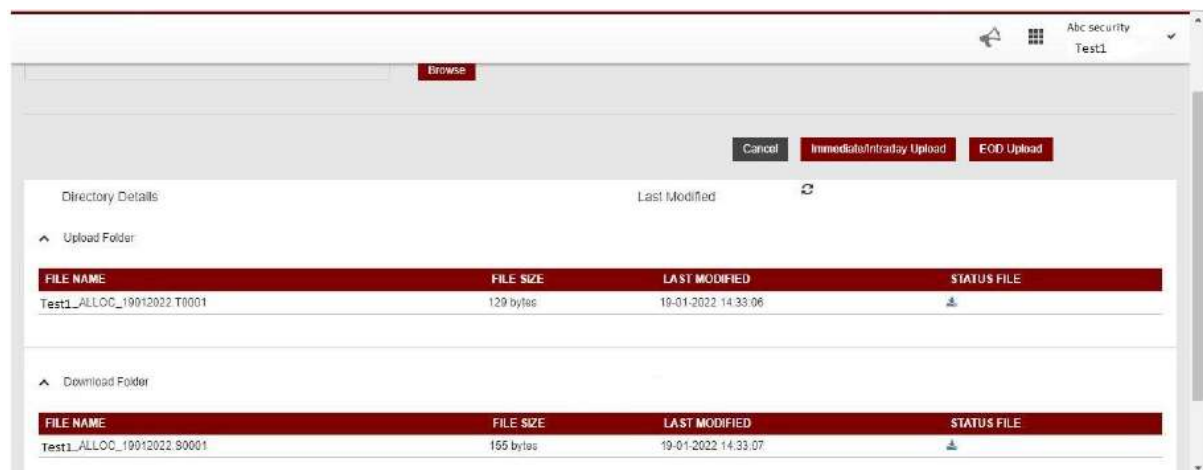 Abc security
Test1
Browse
Cancel Immediate/Intraday Upload EOD Upload
Directory Details Last Modified
Upload Folder
FILE NAME FILE SIZE LAST MODIFIED STATUS FILE
Test1_ALLOC_19012022.T0001 129 bytes 19-01-2022 14.33.06
Download Folder
FILE NAME FILE SIZE LAST MODIFIED STATUS FILE
Test1_ALLOC_19012022.S0001 155 bytes 19-01-2022 14.33.07